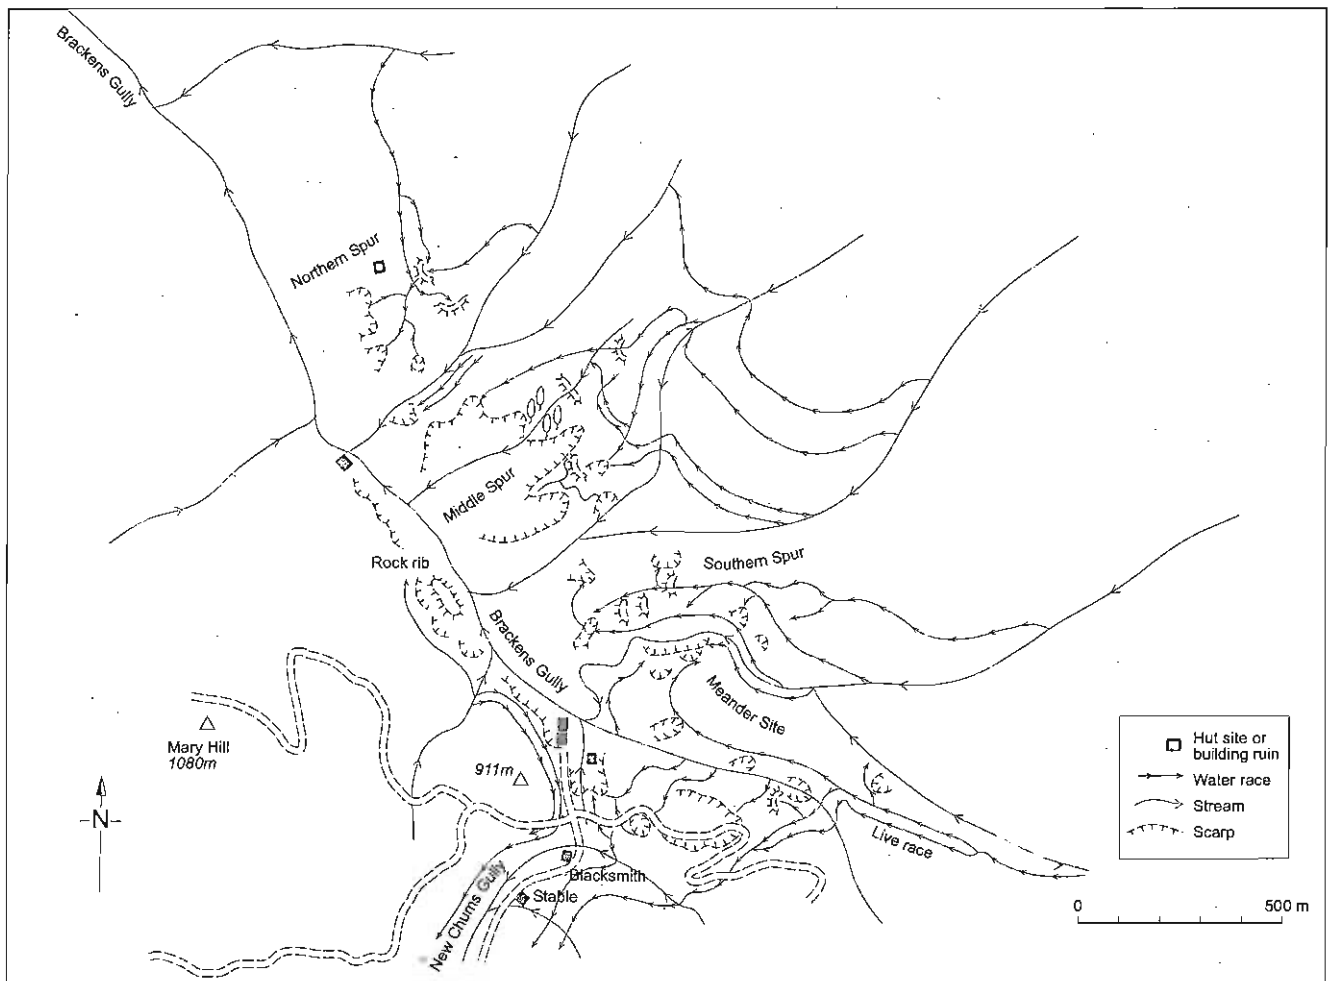 Brackens Gully
Northern Spur
Middle Spur
Rock rib
Southern Spur
Brackens Gully
Meander Site
Mary Hill
1080m
911m
N
Live race
Blacksmith
Stable
New Chums Gully
Hut site or
building ruin
Water race
Stream
Scarp
0 500 m